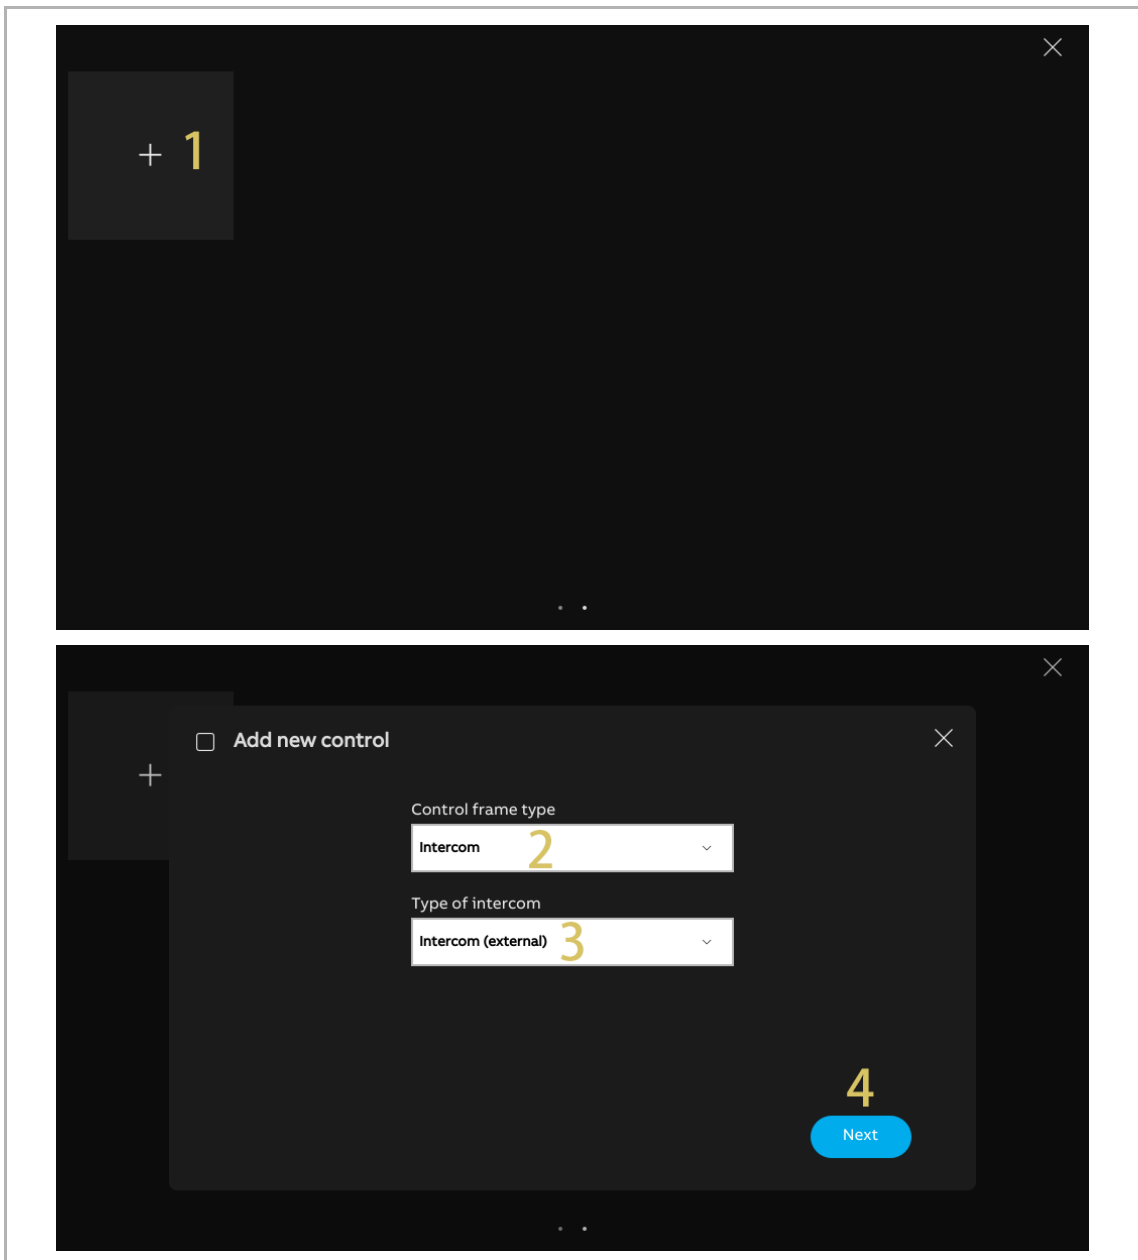 + 1
Add new control
+
Control frame type
Intercom 2
Type of intercom
Intercom (external) 3
4
Next